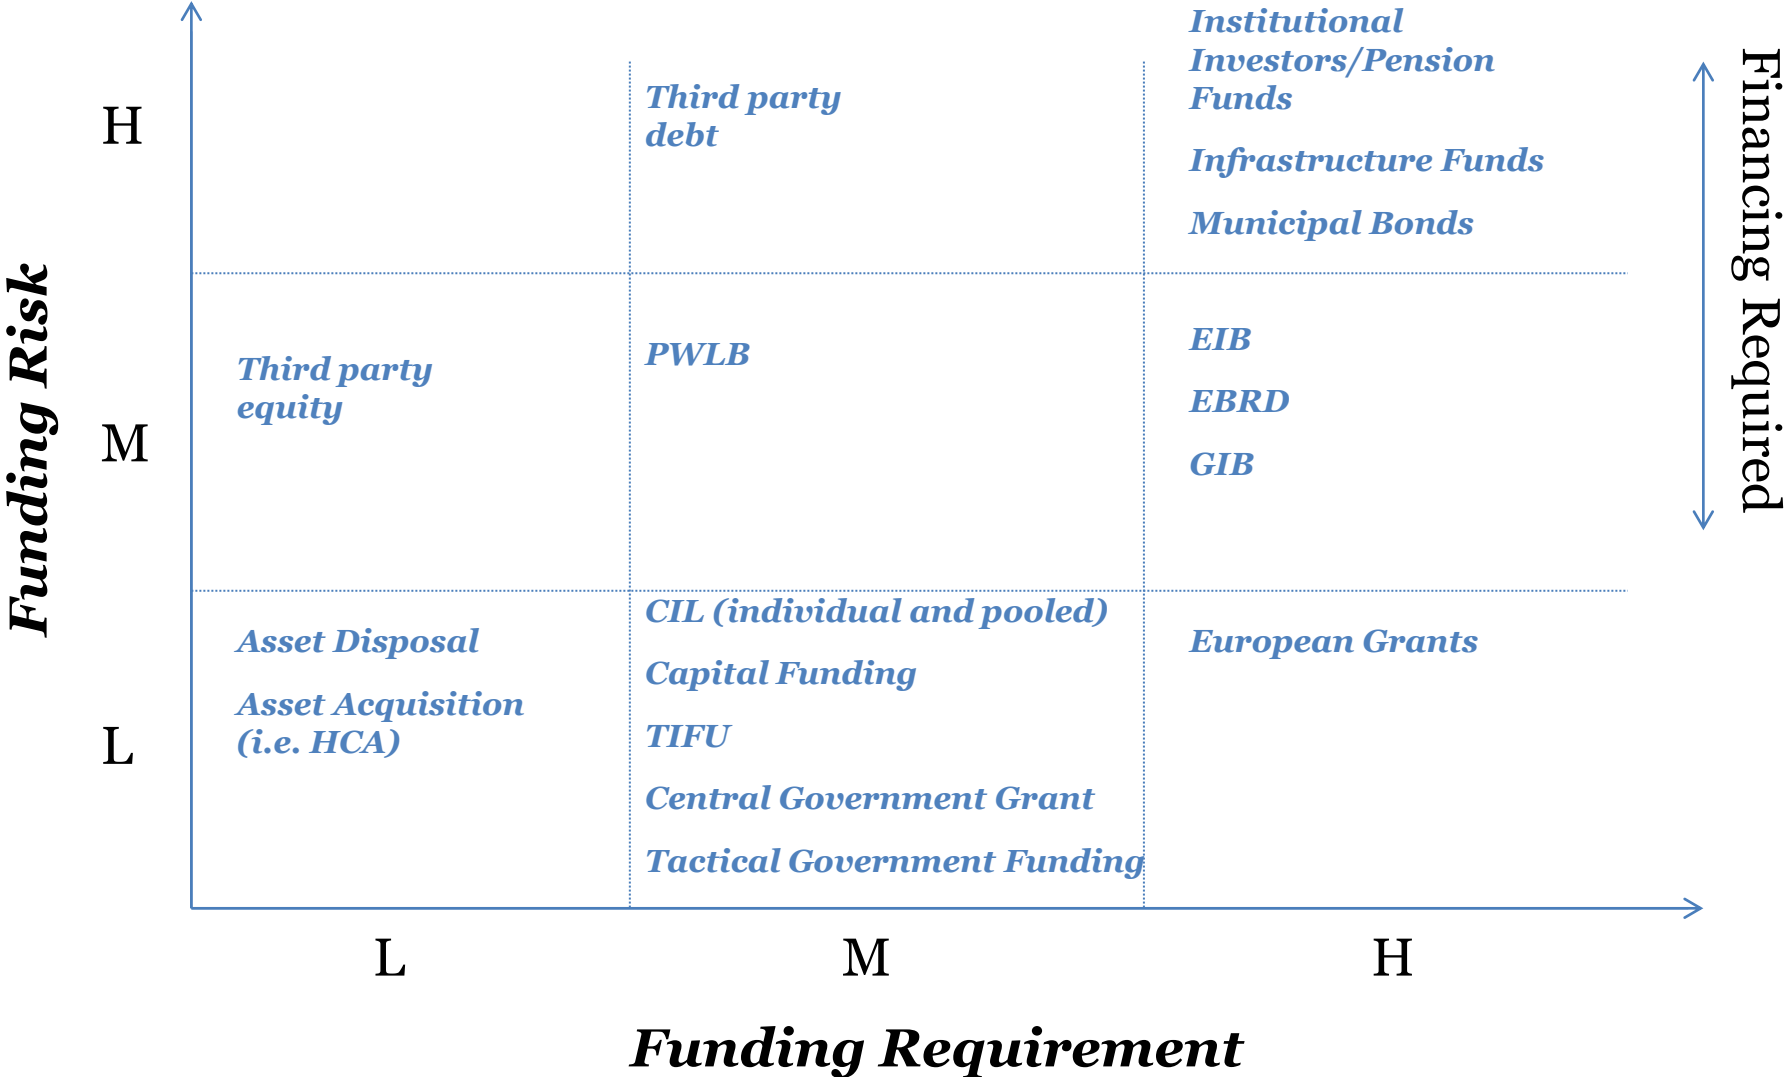 Institutional
Investors/Pension
Funds
Third party
debt
H
Infrastructure Funds
Municipal Bonds
Financing Required
Funding Risk
Third party
equity
PWLB
EIB
EBRD
GIB
M
CIL (individual and pooled)
Asset Disposal
European Grants
Capital Funding
Asset Acquisition
(i.e. HCA)
TIFU
L
Central Government Grant
Tactical Government Funding
L
M
H
Funding Requirement